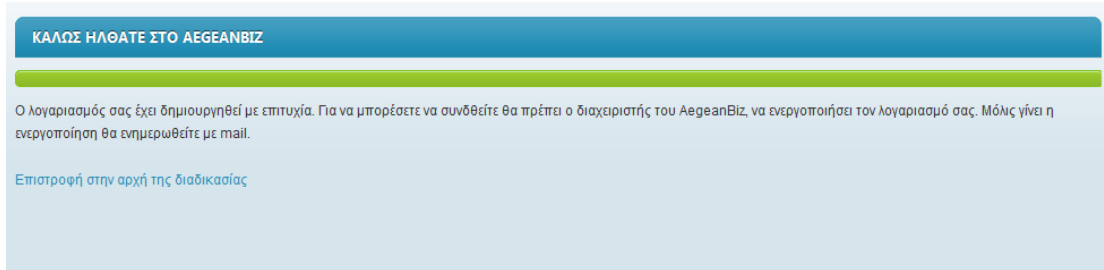 ΚΑΛΩΣ ΗΛΘΑΤΕ ΣΤΟ AEGEANBIZ
Ο λογαριασμός σας έχει δημιουργηθεί με επιτυχία. Για να μπορέσετε να συνδθείτε θα πρέπει ο διαχειριστής του AegeanBiz, να ενεργοποιήσει τον λογαριασμό σας. Μόλις γίνει η
ενεργοποίηση θα ενημερωθείτε με mail.
Επιστροφή στην αρχή της διαδικασίας